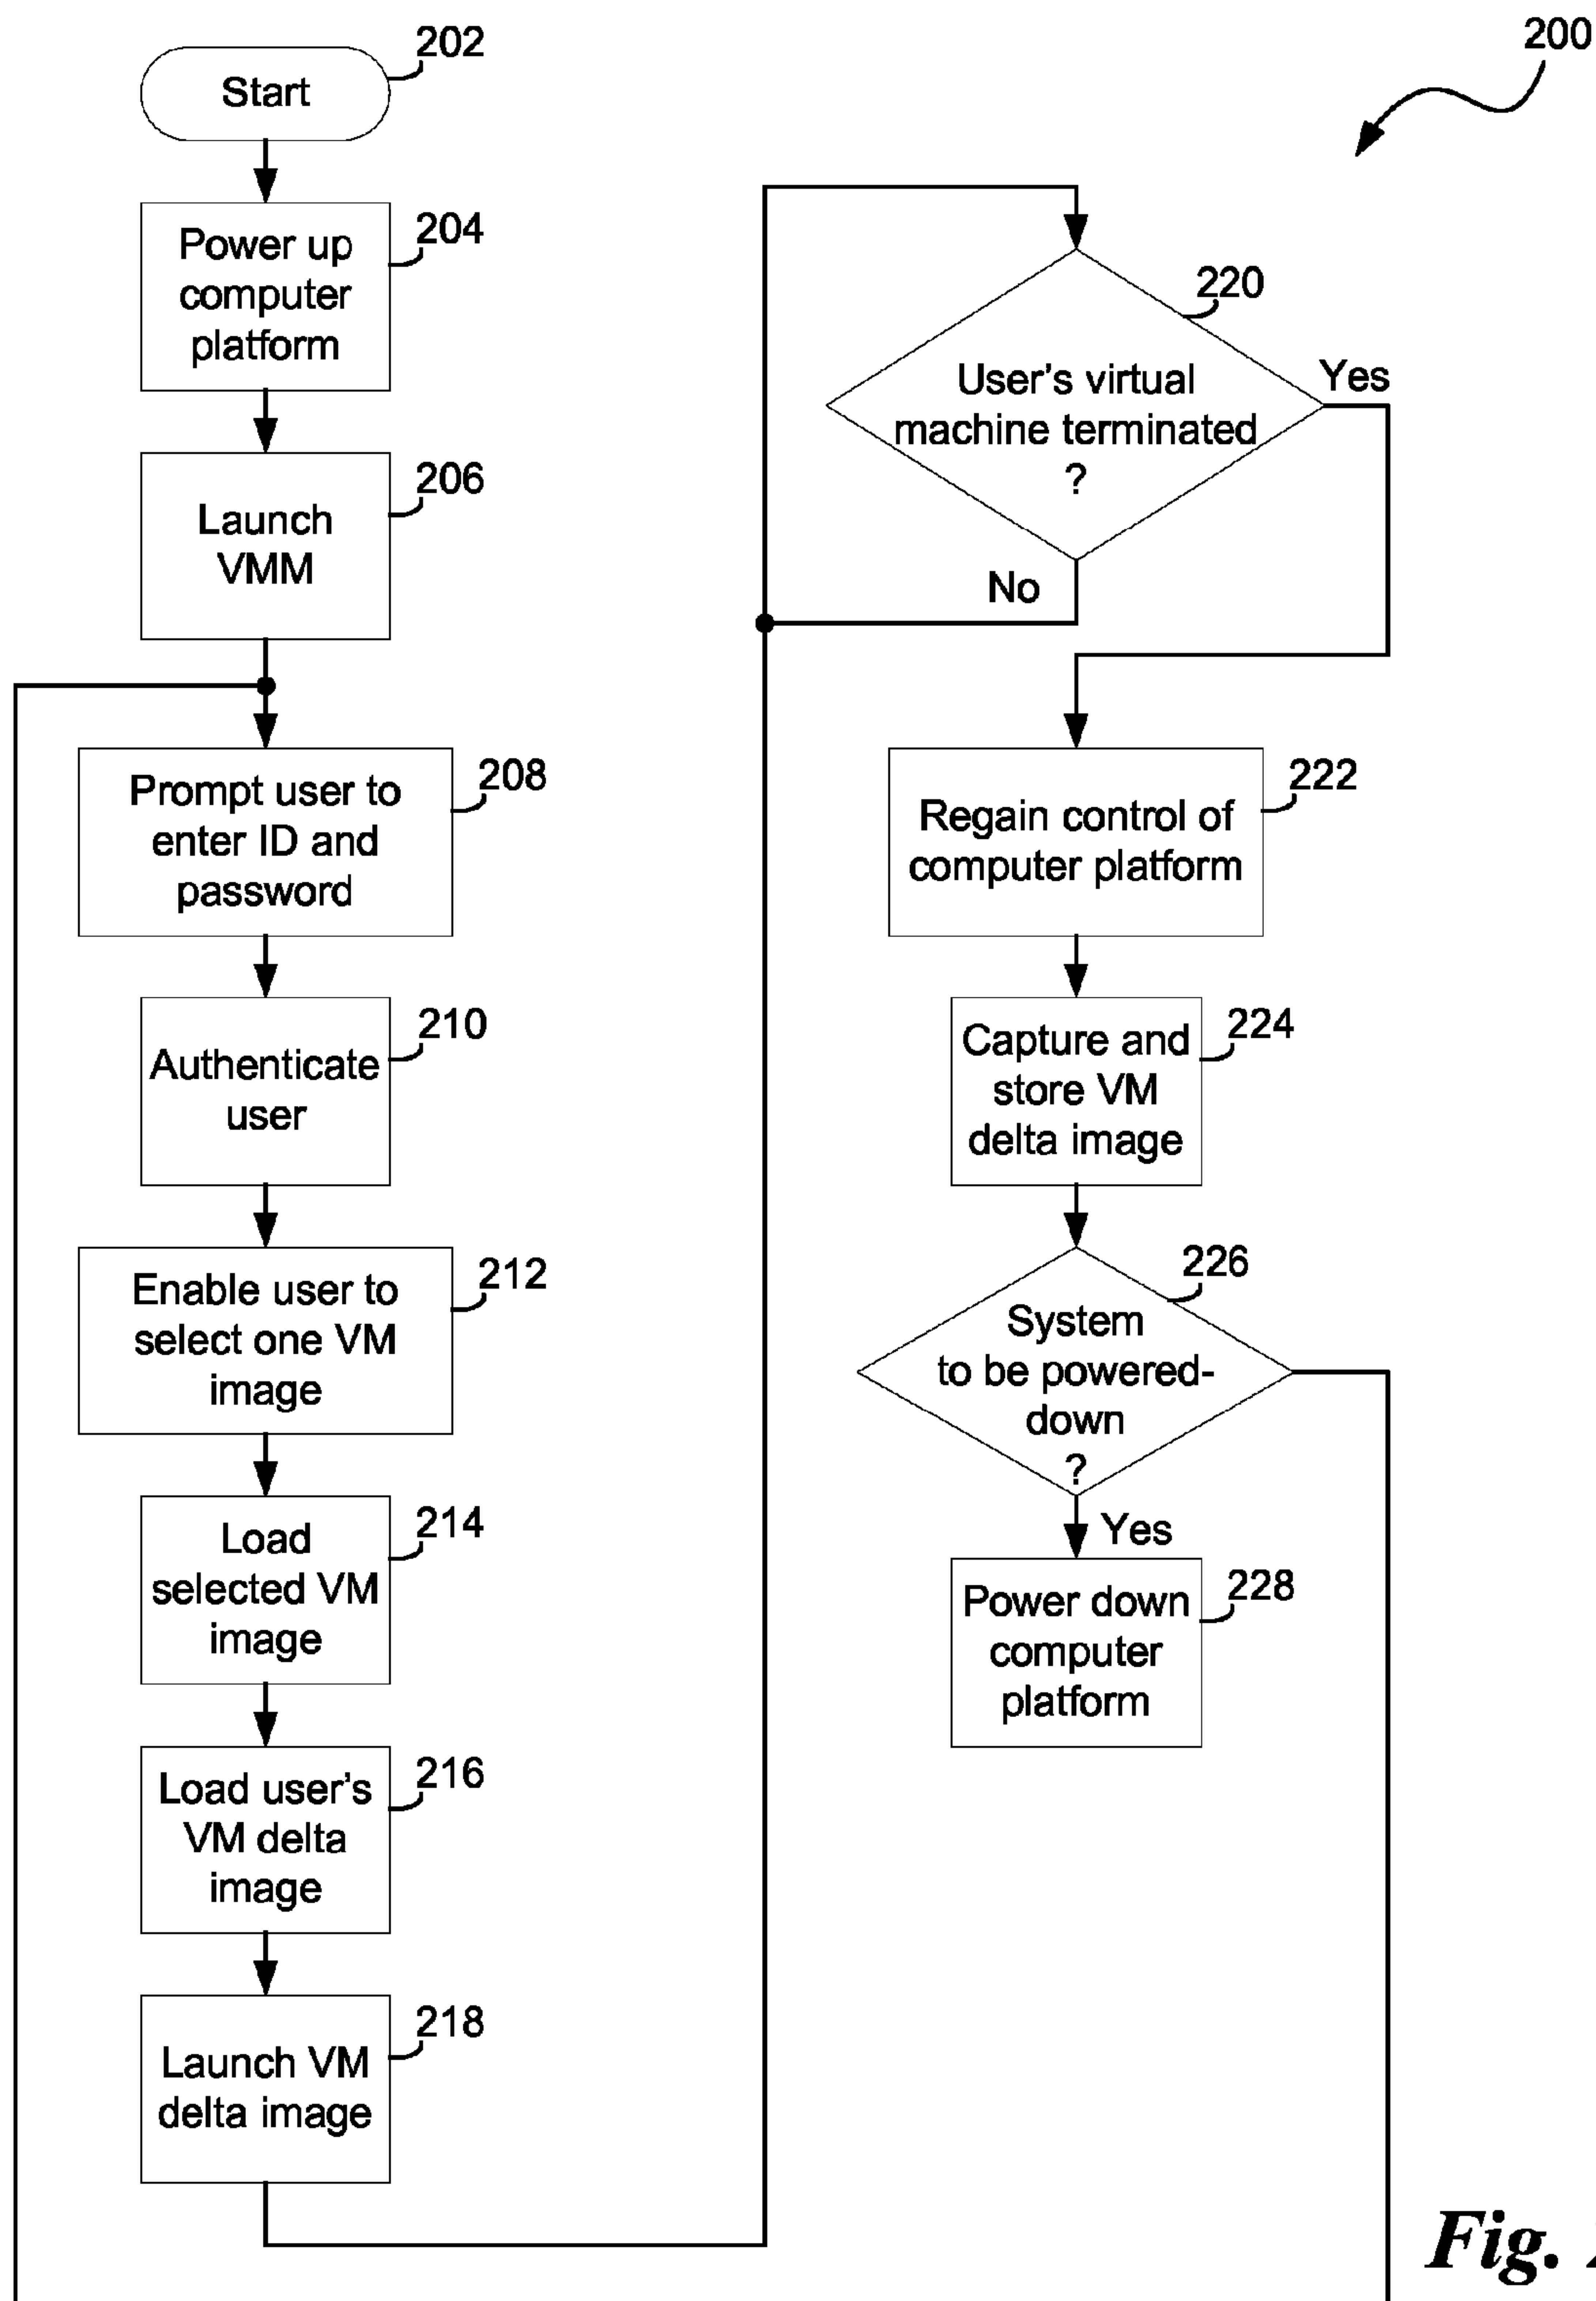 200
Start
202
Power up
computer
platform
204
Launch
VMM
206
Prompt user to
enter ID and
password
208
Authenticate
user
210
Enable user to
select one VM
image
212
Load
selected VM
image
214
Load user's
VM delta
image
216
Launch VM
delta image
218
User's virtual
machine terminated
?
220
Yes
No
Regain control of
computer platform
222
Capture and
store VM
delta image
224
System
to be powered-
down
?
226
Yes
Power down
computer
platform
228
Fig.